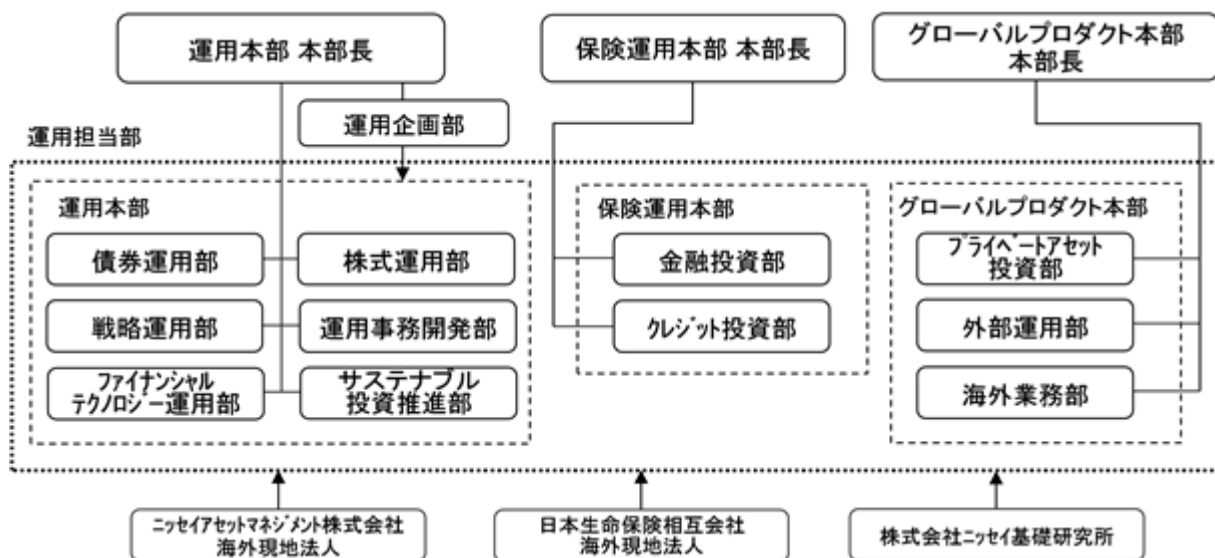 運用本部 本部長
保険運用本部 本部長
グローバルプロダクト本部
本部長
運用企画部
運用担当部
運用本部
債券運用部
株式運用部
戦略運用部
運用事務開発部
ファイナンシャル
テクノロジー運用部
サステナブル
投資推進部
保険運用本部
金融投資部
クレジット投資部
グローバルプロダクト本部
プライベートアセット
投資部
外部運用部
海外業務部
ニッセイアセットマネジメント株式会社
海外現地法人
日本生命保険相互会社
海外現地法人
株式会社ニッセイ基礎研究所